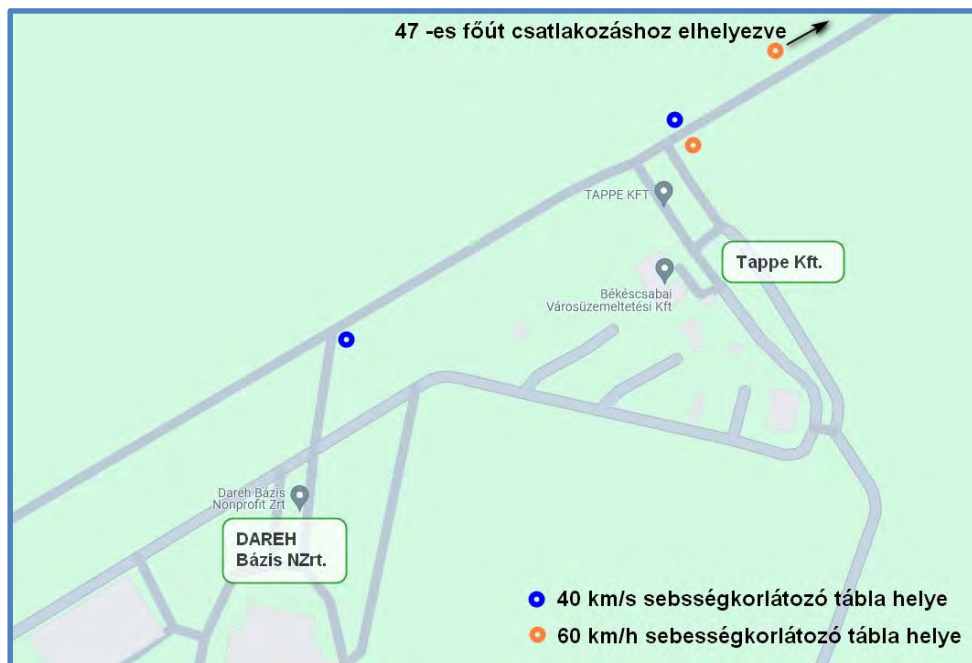 47 -es főút csatlakozáshoz elhelyezve
TAPPE KFT
Tappe Kft.
Békéscsabai
Városüzemeltetési Kft
Dareh Bázis
Nonprofit Zrt
DAREH
Bázis NZrt.
40 km/s sebsségkorlátozó tábla helye
60 km/h sebességkorlátozó tábla helye